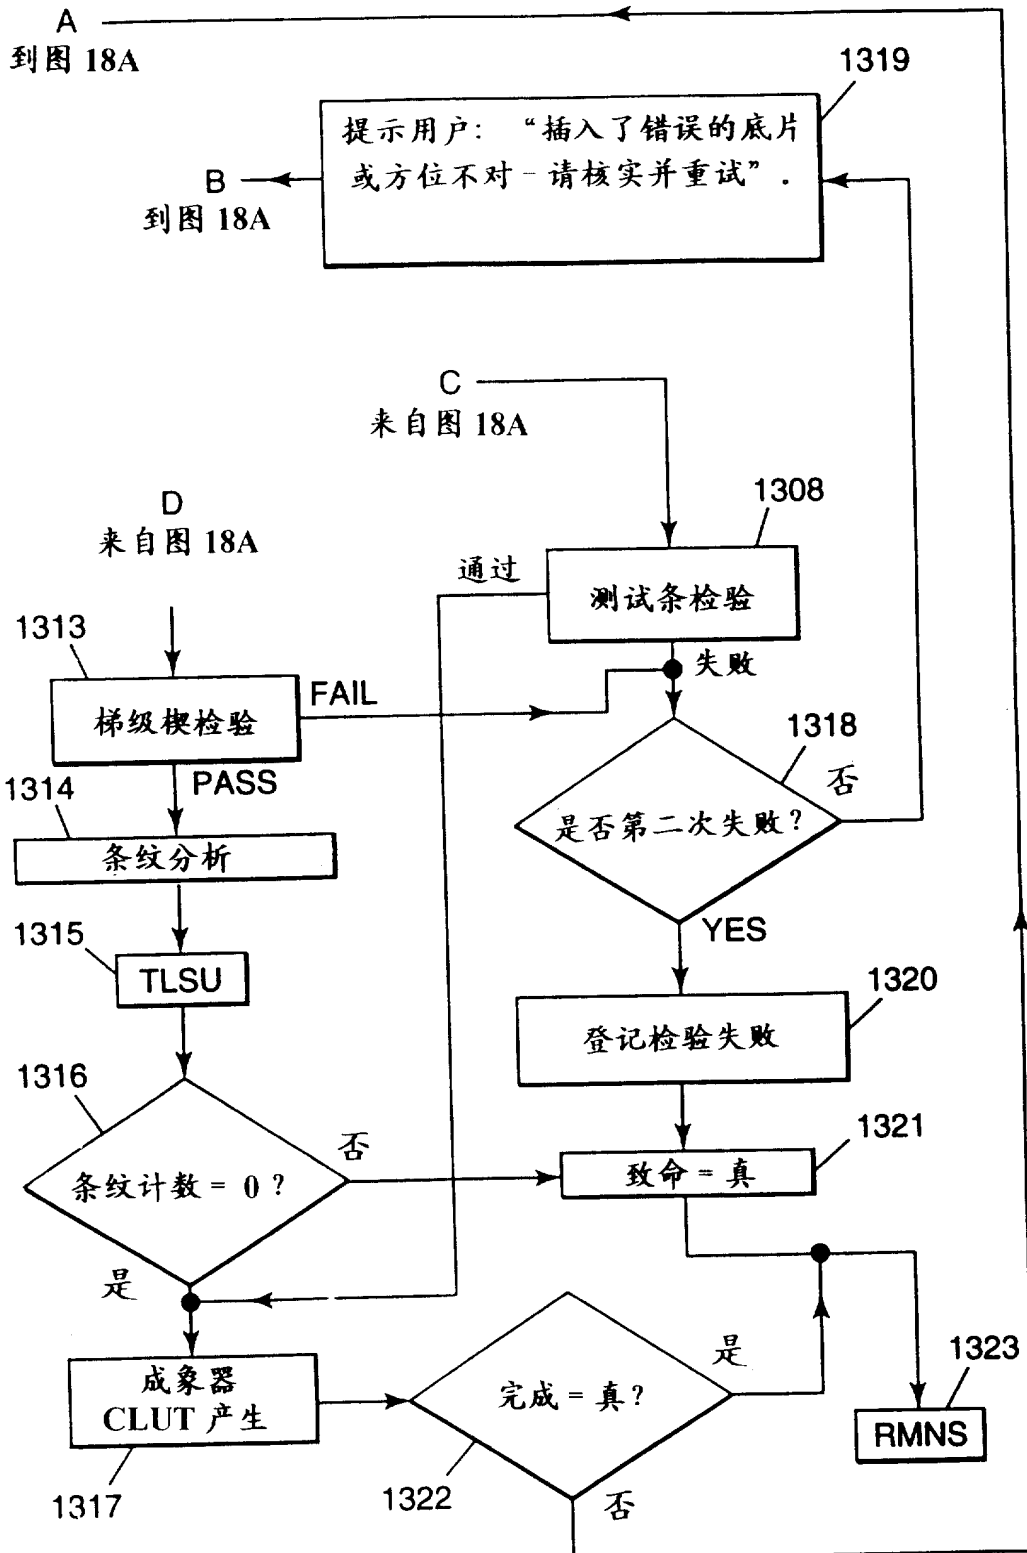 A
到图 18A
1319
提示用户: “插入了错误的底片
或方位不对-请核实并重试”.
B
到图 18A
C
来自图 18A
D
来自图 18A
1308
通过
测试条检验
失败
1313
梯级楔检验
FAIL
PASS
1318
是否第二次失败?
否
1314
条纹分析
YES
1315
TLSU
1320
登记检验失败
1316
条纹计数 = 0 ?
否
是
1321
致命 = 真
成象器
CLUT 产生
1317
完成 = 真?
是
否
1322
1323
RMNS